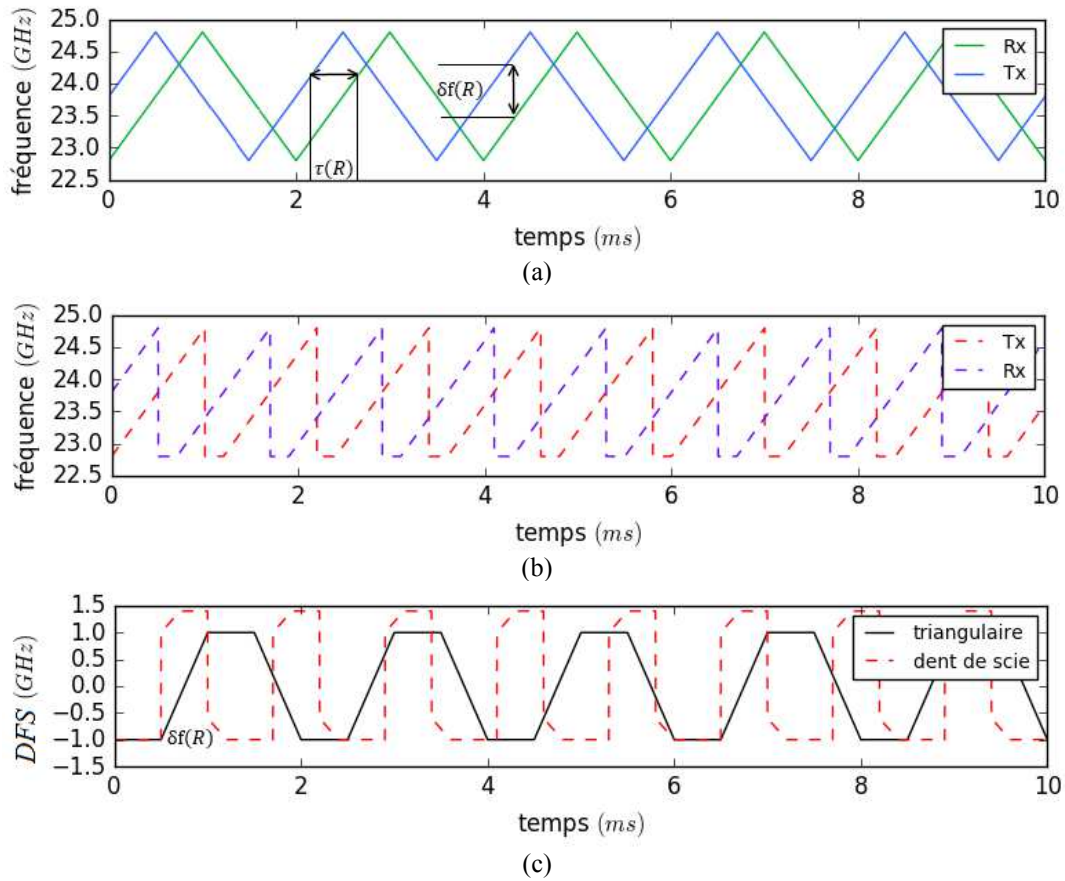 fréquence (GHz)
25.0
24.5
24.0
23.5
23.0
22.5
δf(R)
τ(R)
Rx
Tx
0 2 4 6 8 10
temps (ms)
(a)
fréquence (GHz)
25.0
24.5
24.0
23.5
23.0
22.5
Tx
Rx
0 2 4 6 8 10
temps (ms)
(b)
DFS (GHz)
1.5
1.0
0.5
0.0
−0.5
−1.0
−1.5
δf(R)
triangulaire
dent de scie
0 2 4 6 8 10
temps (ms)
(c)